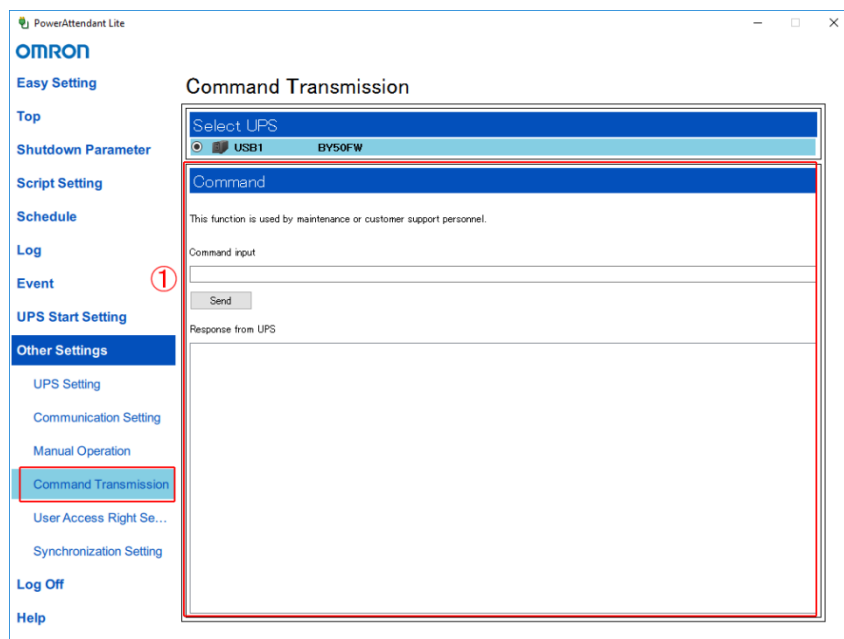 PowerAttendant Lite
OMRON
Easy Setting
Top
Shutdown Parameter
Script Setting
Schedule
Log
Event
UPS Start Setting
Other Settings
UPS Setting
Communication Setting
Manual Operation
Command Transmission
User Access Right Se...
Synchronization Setting
Log Off
Help
Command Transmission
Select UPS
USB1 BY50FW
①
Command
This function is used by maintenance or customer support personnel.
Command input
Send
Response from UPS